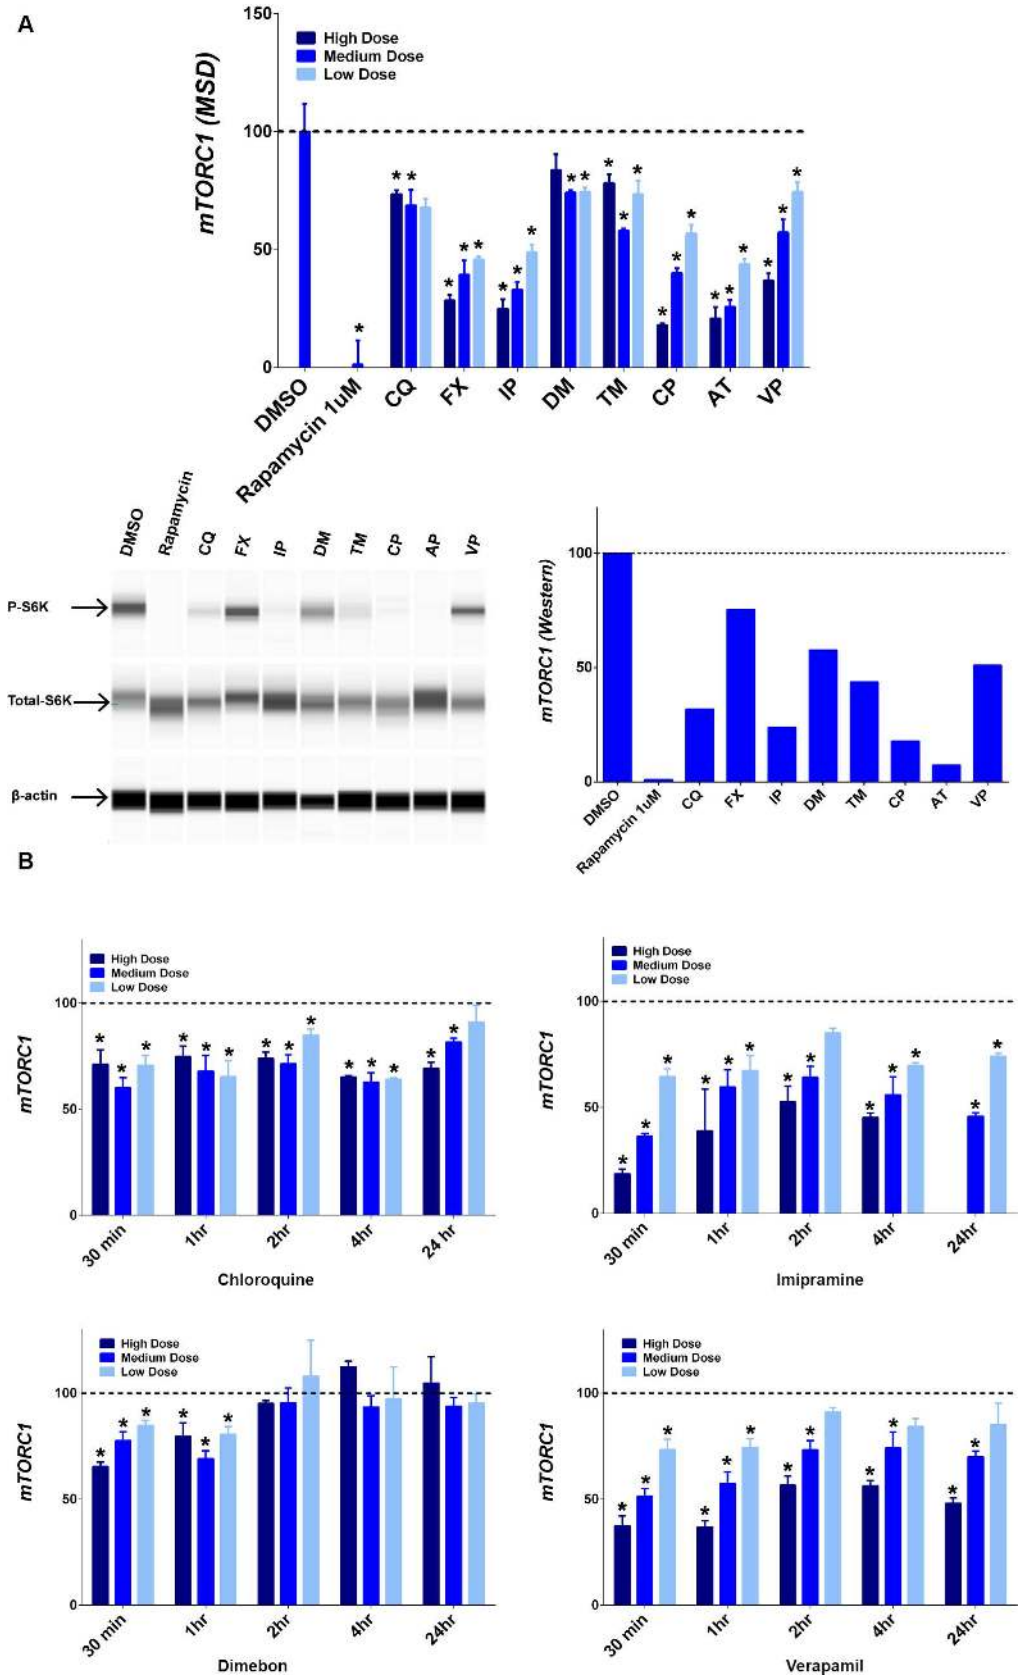 A
150
High Dose
Medium Dose
Low Dose
mTORC1 (MSD)
100
50
0
* * * * * * * * * * * * * * * * * * * * * *
DMSO Rapamycin 1uM CQ FX IP DM TM CP AT VP
DMSO Rapamycin CQ FX IP DM TM CP AP VP
P-S6K
Total-S6K
β-actin
mTORC1 (Western)
100
50
0
DMSO Rapamycin 1uM CQ FX IP DM TM CP AT VP
B
High Dose
Medium Dose
Low Dose
mTORC1
100
50
0
* * * * * * * * * * * * * *
30 min 1hr 2hr 4hr 24 hr
Chloroquine
High Dose
Medium Dose
Low Dose
mTORC1
100
50
0
* * * * * * * * * * * * *
30 min 1hr 2hr 4hr 24hr
Imipramine
High Dose
Medium Dose
Low Dose
mTORC1
100
50
0
* * * * * *
30 min 1hr 2hr 4hr 24hr
Dimebon
High Dose
Medium Dose
Low Dose
mTORC1
100
50
0
* * * * * * * * * * * *
30 min 1hr 2hr 4hr 24hr
Verapamil